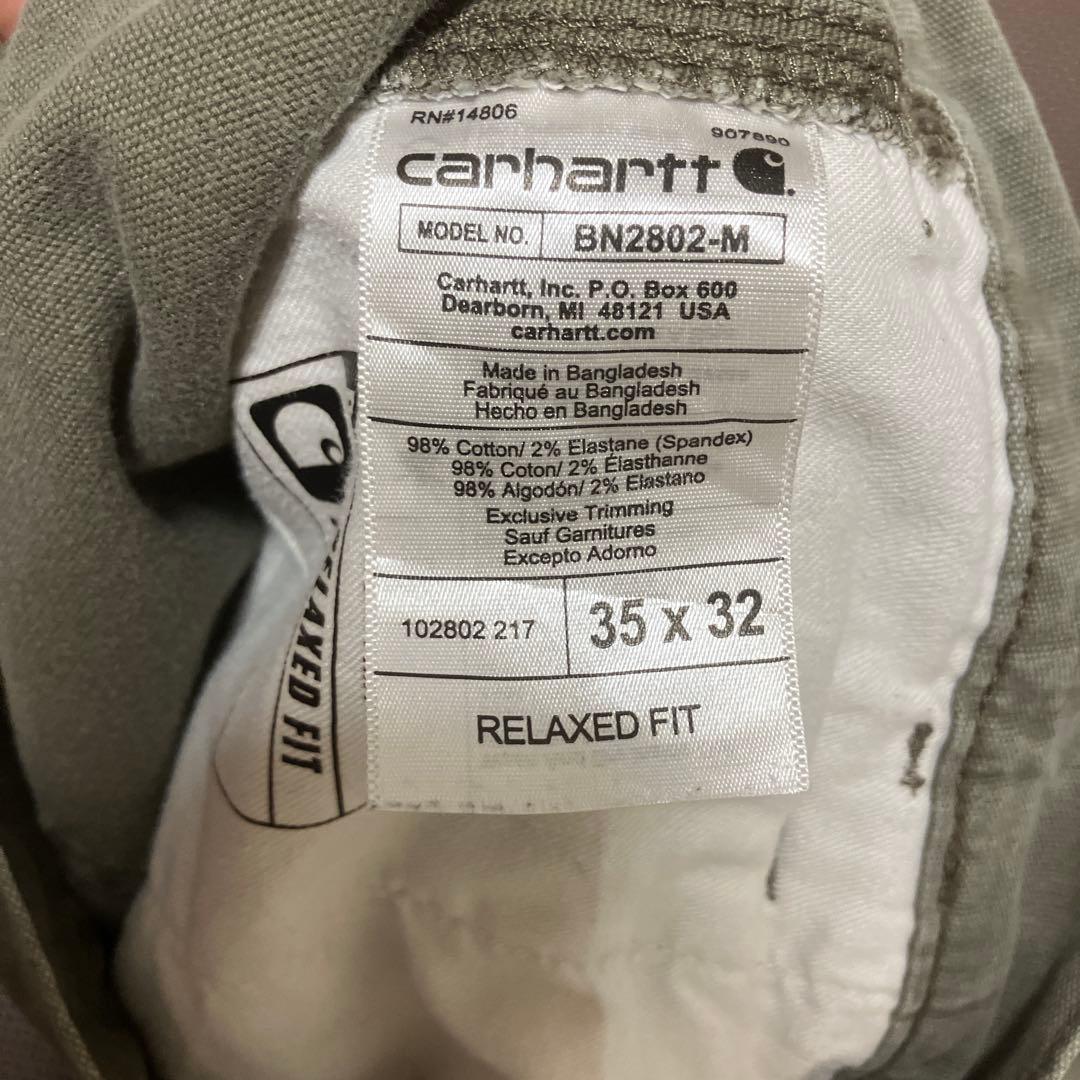 RN#14806
907890
carhartt
MODEL NO. BN2802-M
Carhartt, Inc. P.O. Box 600
Dearborn, MI 48121 USA
carhartt.com
Made in Bangladesh
Fabriqué au Bangladesh
Hecho en Bangladesh
98% Cotton/ 2% Elastane (Spandex)
98% Coton/ 2% Élasthanne
98% Algodón/ 2% Elastano
Exclusive Trimming
Sauf Garnitures
Excepto Adorno
102802 217
35 x 32
RELAXED FIT
RELAXED FIT